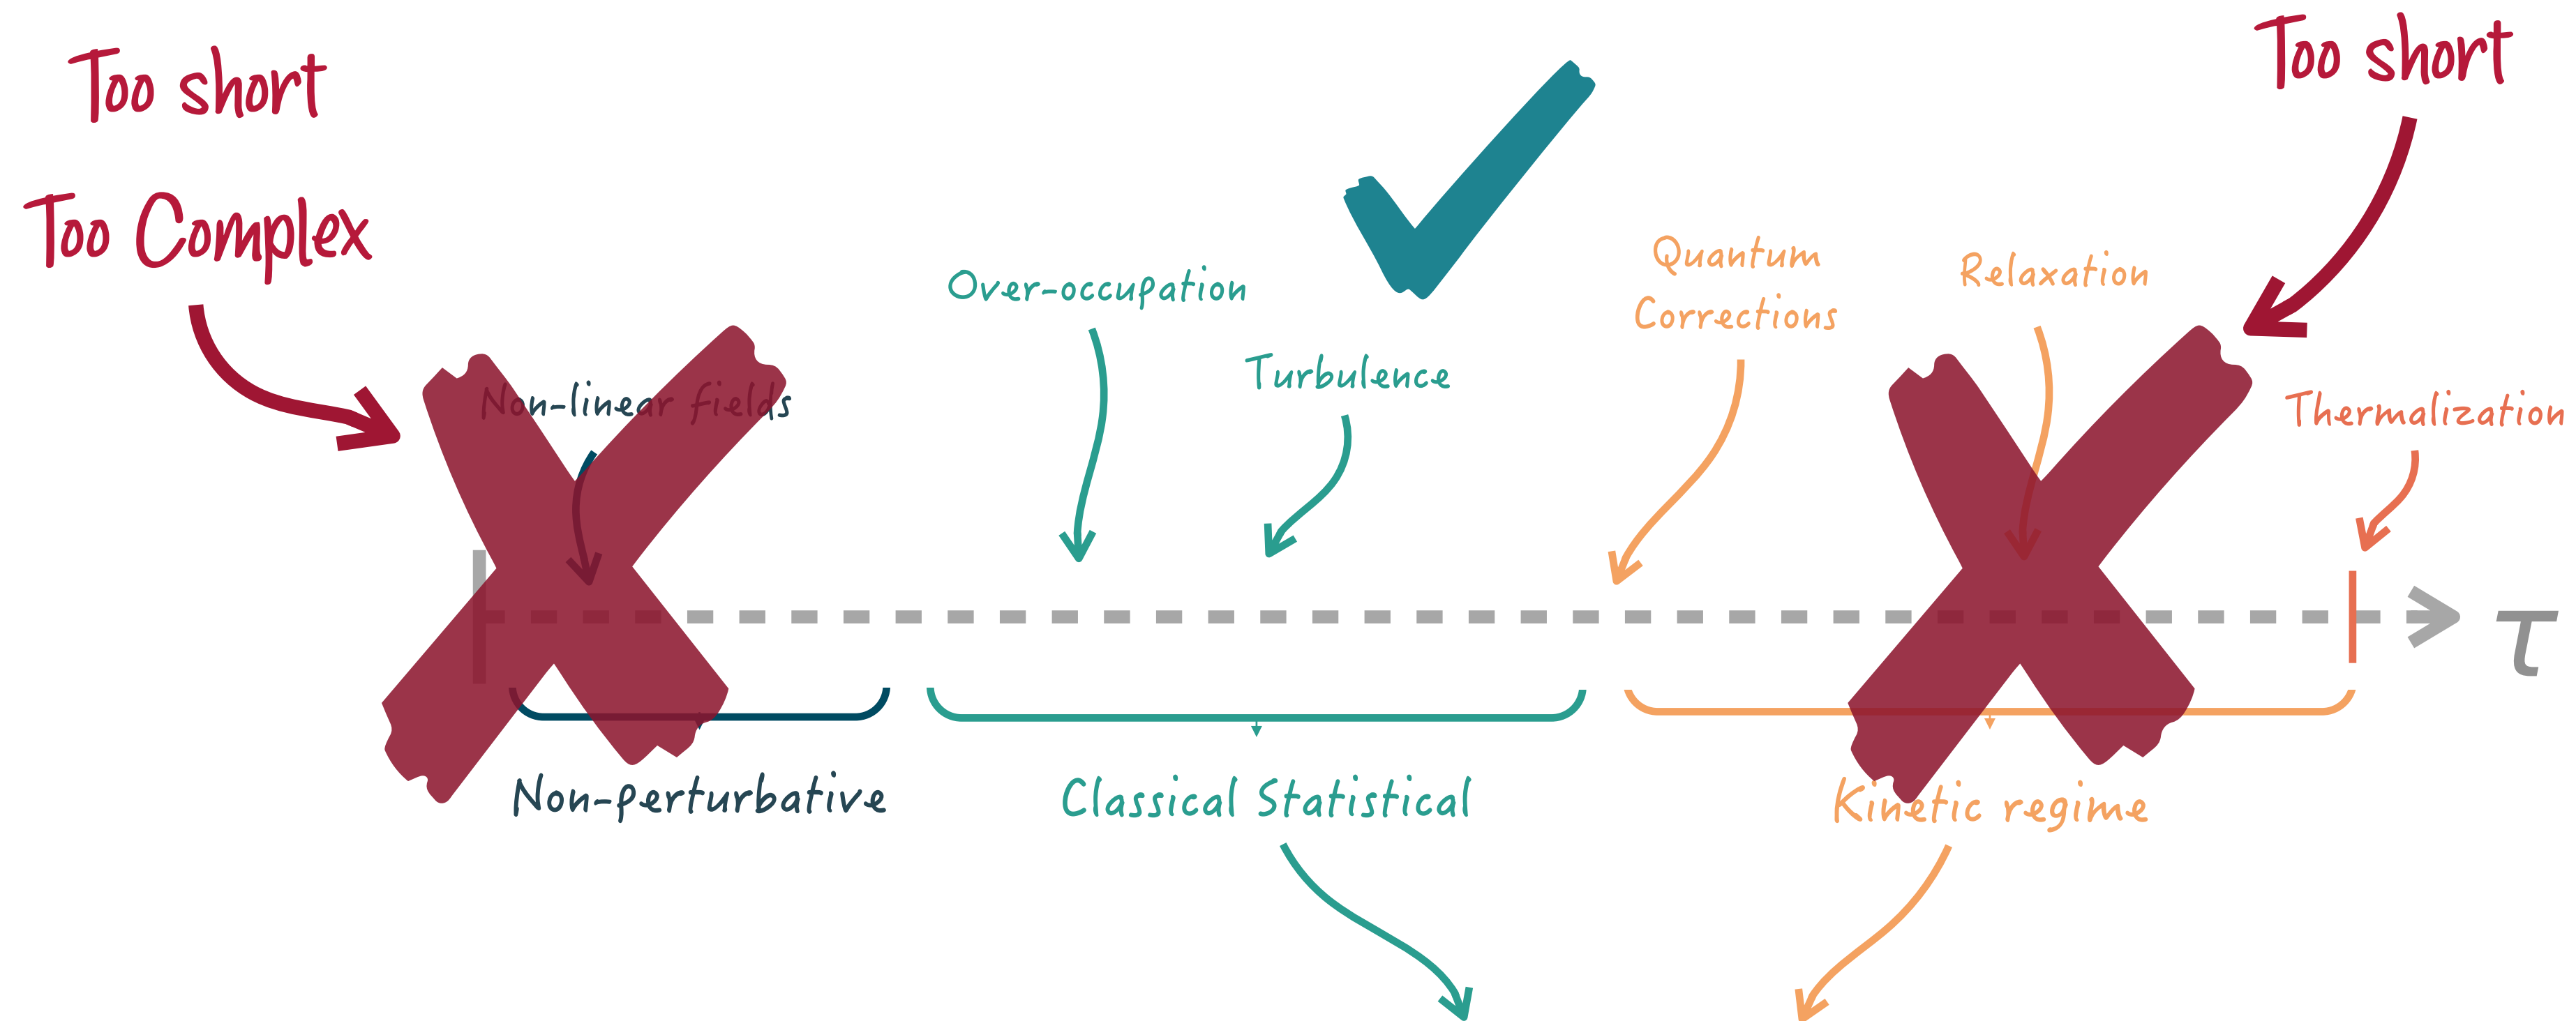 Too short
Too Complex
Too short
Over-occupation
Turbulence
Quantum
Corrections
Relaxation
Non-linear fields
Thermalization
τ
Non-perturbative
Classical Statistical
Kinetic regime